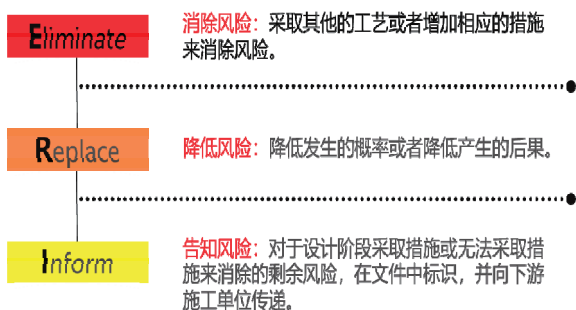 Eliminate
消除风险：采取其他的工艺或者增加相应的措施
来消除风险。
Replace
降低风险：降低发生的概率或者降低产生的后果。
Inform
告知风险：对于设计阶段采取措施或无法采取措
施来消除的剩余风险，在文件中标识，并向下游
施工单位传递。